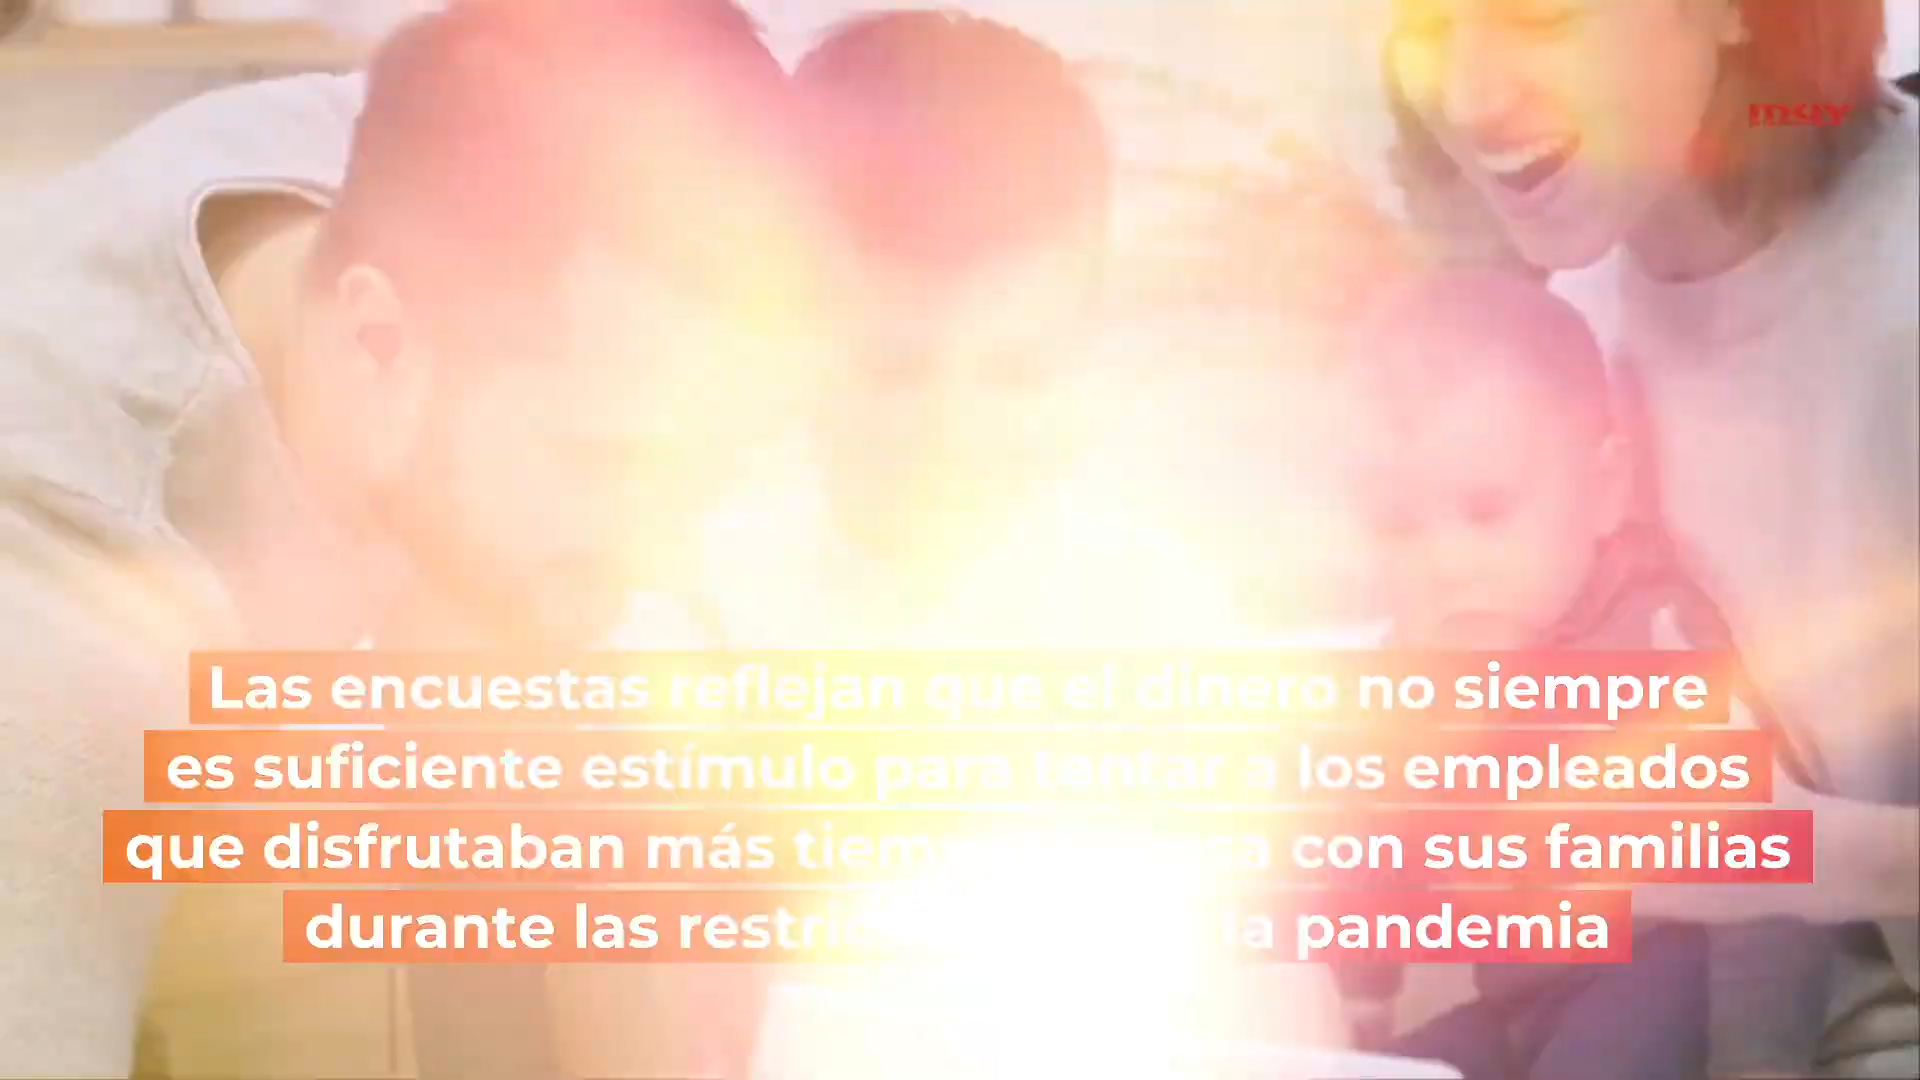 Las encuestas reflejan que el dinero no siempre
es suficiente estímulo para tentar a los empleados
que disfrutaban más con sus familias
durante las la pandemia